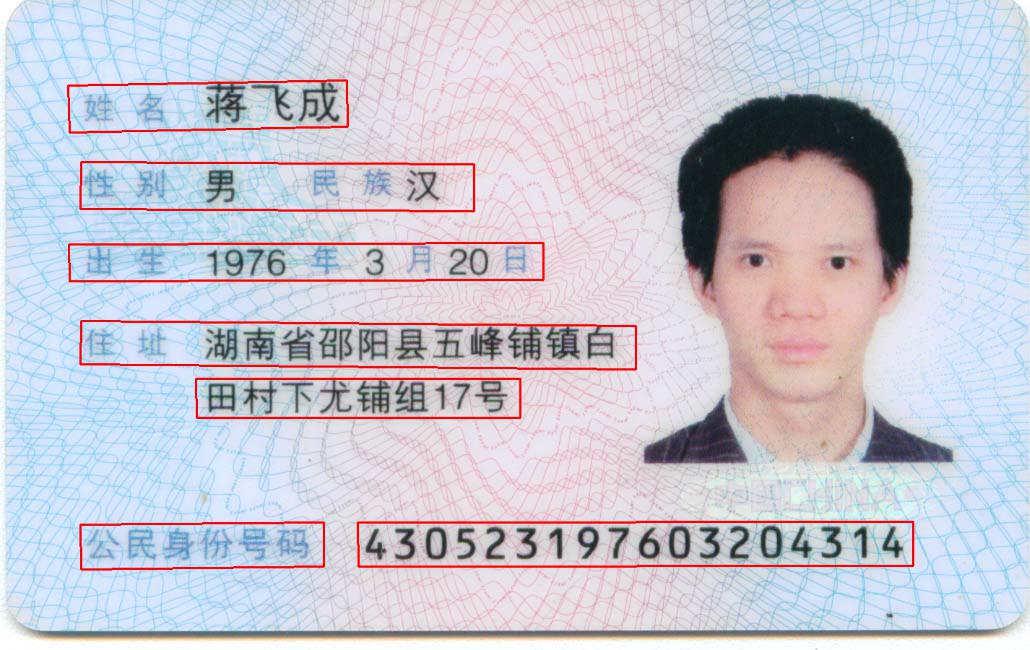 姓名 蒋飞成
性别 男 民族 汉
出生 1976 年 3 月 20 日
住址 湖南省邵阳县五峰铺镇白
田村下尤铺组17号
公民身份号码 430523197603204314